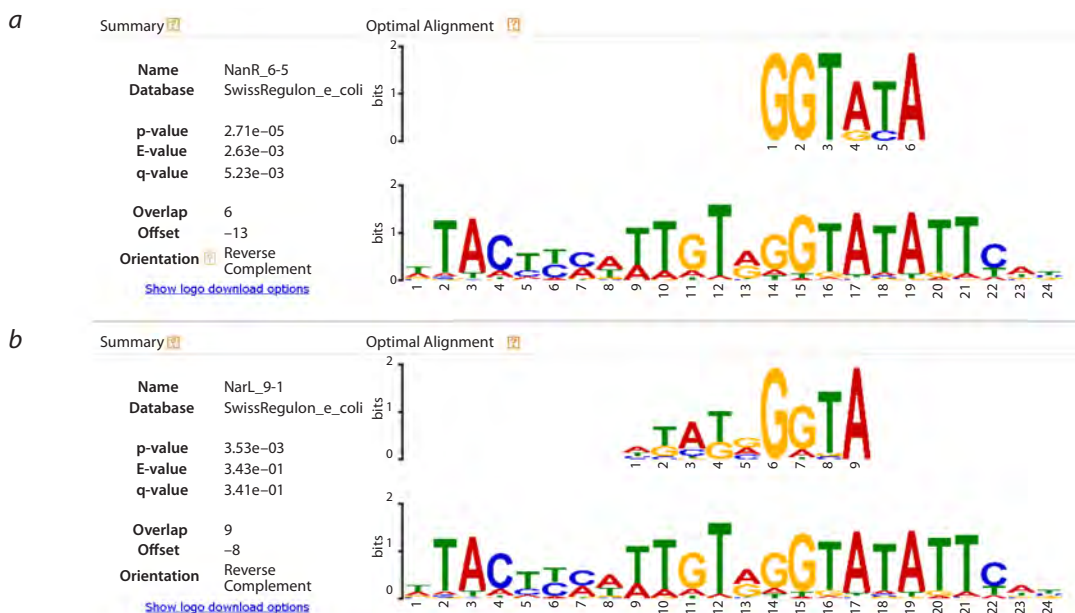 a
Summary Optimal Alignment
Name NanR_6-5
Database SwissRegulon_e_coli
p-value 2.71e−05
E-value 2.63e−03
q-value 5.23e−03
Overlap 6
Offset −13
Orientation Reverse
Complement
Show logo download options
2
1
0
bits
GGTATA
GC
1 2 3 4 5 6
2
1
0
bits
TACTTCATTGTAGGTATATTCA
1 2 3 4 5 6 7 8 9 10 11 12 13 14 15 16 17 18 19 20 21 22 23 24
b
Summary Optimal Alignment
Name NarL_9-1
Database SwissRegulon_e_coli
p-value 3.53e−03
E-value 3.43e−01
q-value 3.41e−01
Overlap 9
Offset −8
Orientation Reverse
Complement
Show logo download options
2
1
0
bits
ATATGGGTA
1 2 3 4 5 6 7 8 9
2
1
0
bits
TACTTCATTGTAGGTATATTCA
1 2 3 4 5 6 7 8 9 10 11 12 13 14 15 16 17 18 19 20 21 22 23 24